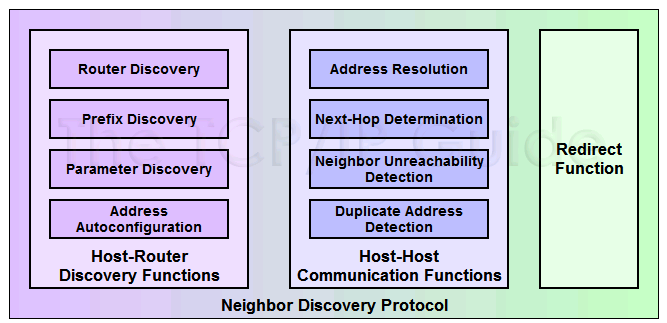 Router Discovery
Prefix Discovery
Parameter Discovery
Address
Autoconfiguration
Host-Router
Discovery Functions
Address Resolution
Next-Hop Determination
Neighbor Unreachability
Detection
Duplicate Address
Detection
Host-Host
Communication Functions
Redirect
Function
Neighbor Discovery Protocol
The TCP/IP Guide